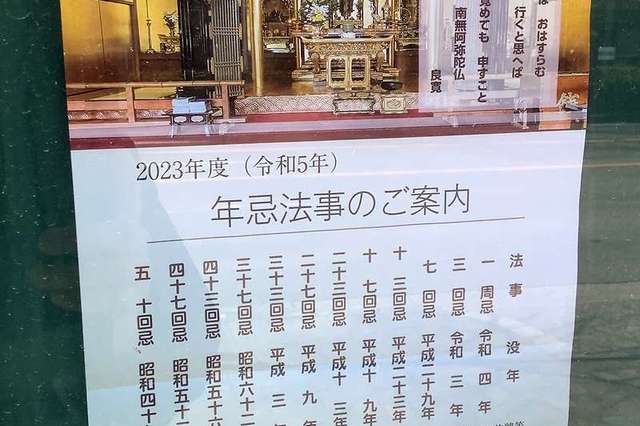 は おはすらむ
行くと思へば
覚めても 申すこと
南無阿弥陀仏
良寛
2023年度（令和5年）
年忌法事のご案内
法事 没年
一周忌 令和 四年
三回忌 令和 三年
七回忌 平成二十九年
十三回忌 平成二十三年
十七回忌 平成十九年
二十三回忌 平成十三年
二十七回忌 平成 九年
三十三回忌 平成 三年
三十七回忌 昭和六十二
四十三回忌 昭和五十六
四十七回忌 昭和五十二
五十回忌 昭和四十